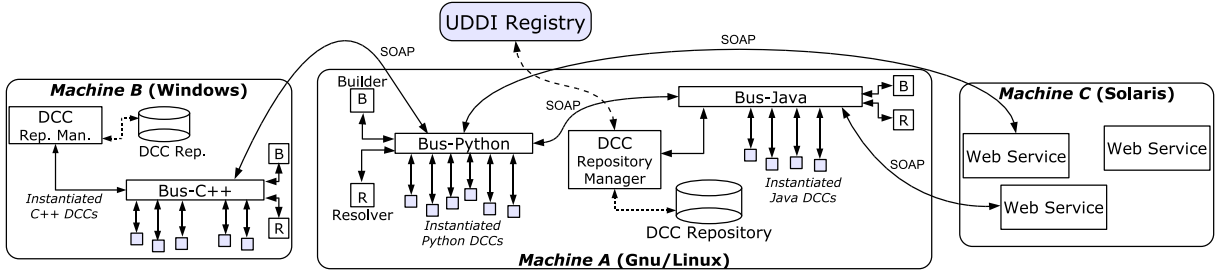 UDDI Registry
SOAP
SOAP
Machine B (Windows)
DCC
Rep. Man.
DCC Rep.
B
Bus-C++
Instantiated
C++ DCCs
R
Builder
B
Bus-Python
R
Resolver
Instantiated
Python DCCs
SOAP
DCC
Repository
Manager
DCC Repository
Bus-Java
B
R
Instantiated
Java DCCs
Machine A (Gnu/Linux)
SOAP
Machine C (Solaris)
Web Service
Web Service
Web Service